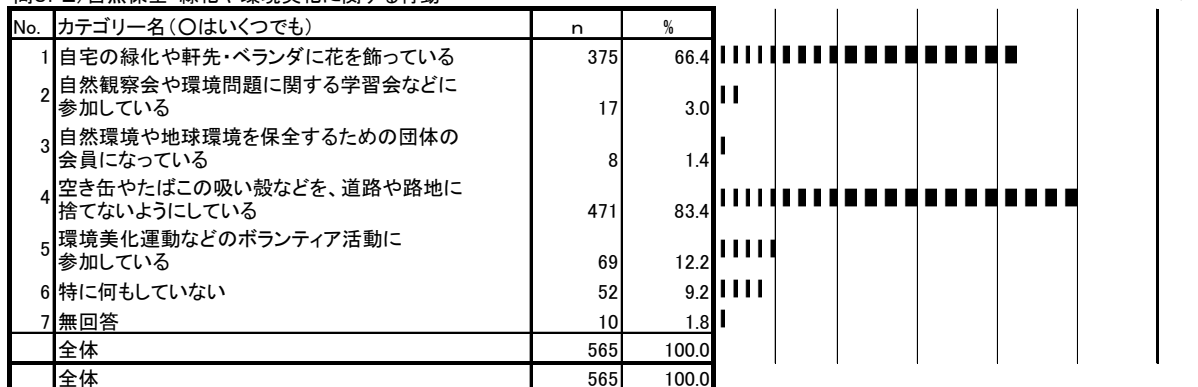 No. カテゴリー名(○はいくつでも) n %
1 自宅の緑化や軒先・ベランダに花を飾っている 375 66.4
2 自然観察会や環境問題に関する学習会などに
参加している 17 3.0
3 自然環境や地球環境を保全するための団体の
会員になっている 8 1.4
4 空き缶やたばこの吸い殻などを、道路や路地に
捨てないようにしている 471 83.4
5 環境美化運動などのボランティア活動に
参加している 69 12.2
6 特に何もしていない 52 9.2
7 無回答 10 1.8
全体 565 100.0
全体 565 100.0